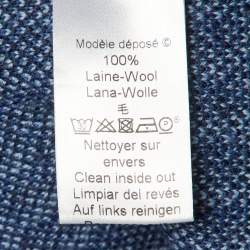 Modèle déposé ©
100%
Laine-Wool
Lana-Wolle
毛
Nettoyer sur
envers
Clean inside out
Limpiar del revés
Auf links reinigen